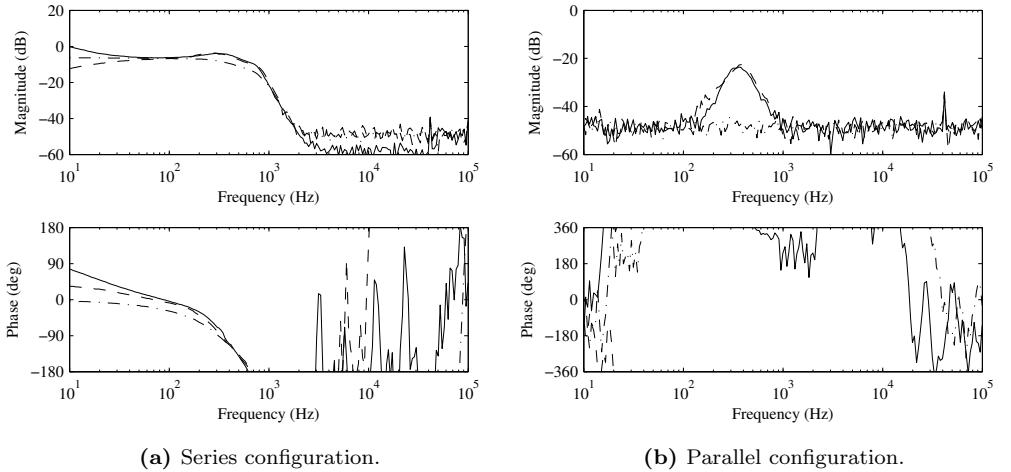 20
0
−20
−40
−60
Magnitude (dB)
10^1 10^2 10^3 10^4 10^5
Frequency (Hz)
180
90
0
−90
−180
Phase (deg)
10^1 10^2 10^3 10^4 10^5
Frequency (Hz)
(a) Series configuration.
0
−20
−40
−60
Magnitude (dB)
10^1 10^2 10^3 10^4 10^5
Frequency (Hz)
360
180
0
−180
−360
Phase (deg)
10^1 10^2 10^3 10^4 10^5
Frequency (Hz)
(b) Parallel configuration.